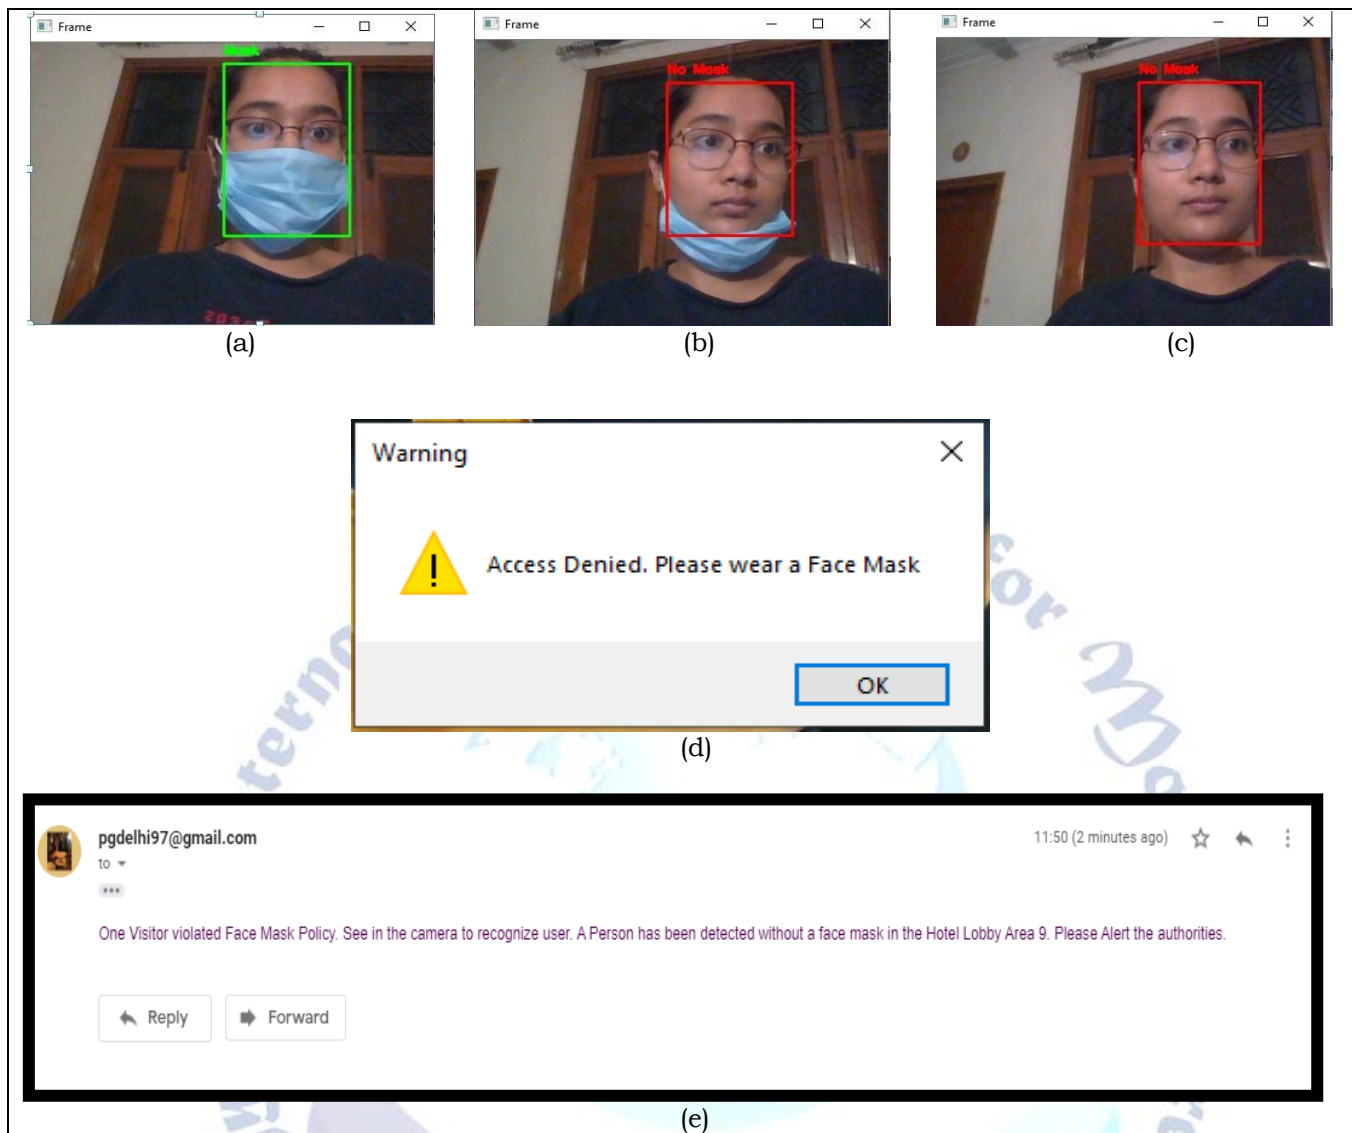 Frame
Frame
Frame
Mask
No Mask
No Mask
(a)
(b)
(c)
Warning
Access Denied. Please wear a Face Mask
OK
for
(d)
pgdelhi97@gmail.com
11:50 (2 minutes ago)
to
One Visitor violated Face Mask Policy. See in the camera to recognize user. A Person has been detected without a face mask in the Hotel Lobby Area 9. Please Alert the authorities.
Reply
Forward
(e)